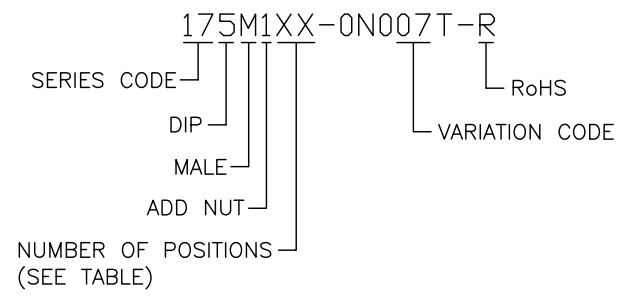 175M1XX-0N007T-R
SERIES CODE
RoHS
DIP
VARIATION CODE
MALE
ADD NUT
NUMBER OF POSITIONS
(SEE TABLE)